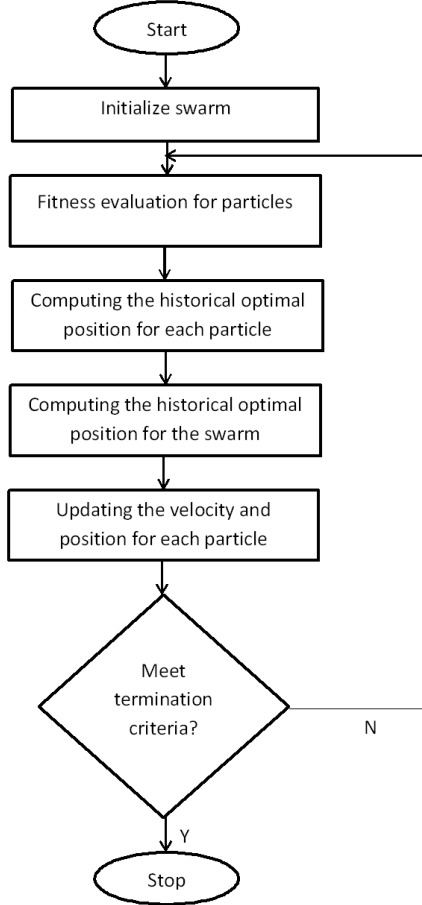 Start
Initialize swarm
Fitness evaluation for particles
Computing the historical optimal
position for each particle
Computing the historical optimal
position for the swarm
Updating the velocity and
position for each particle
Meet
termination
criteria?
N
Y
Stop